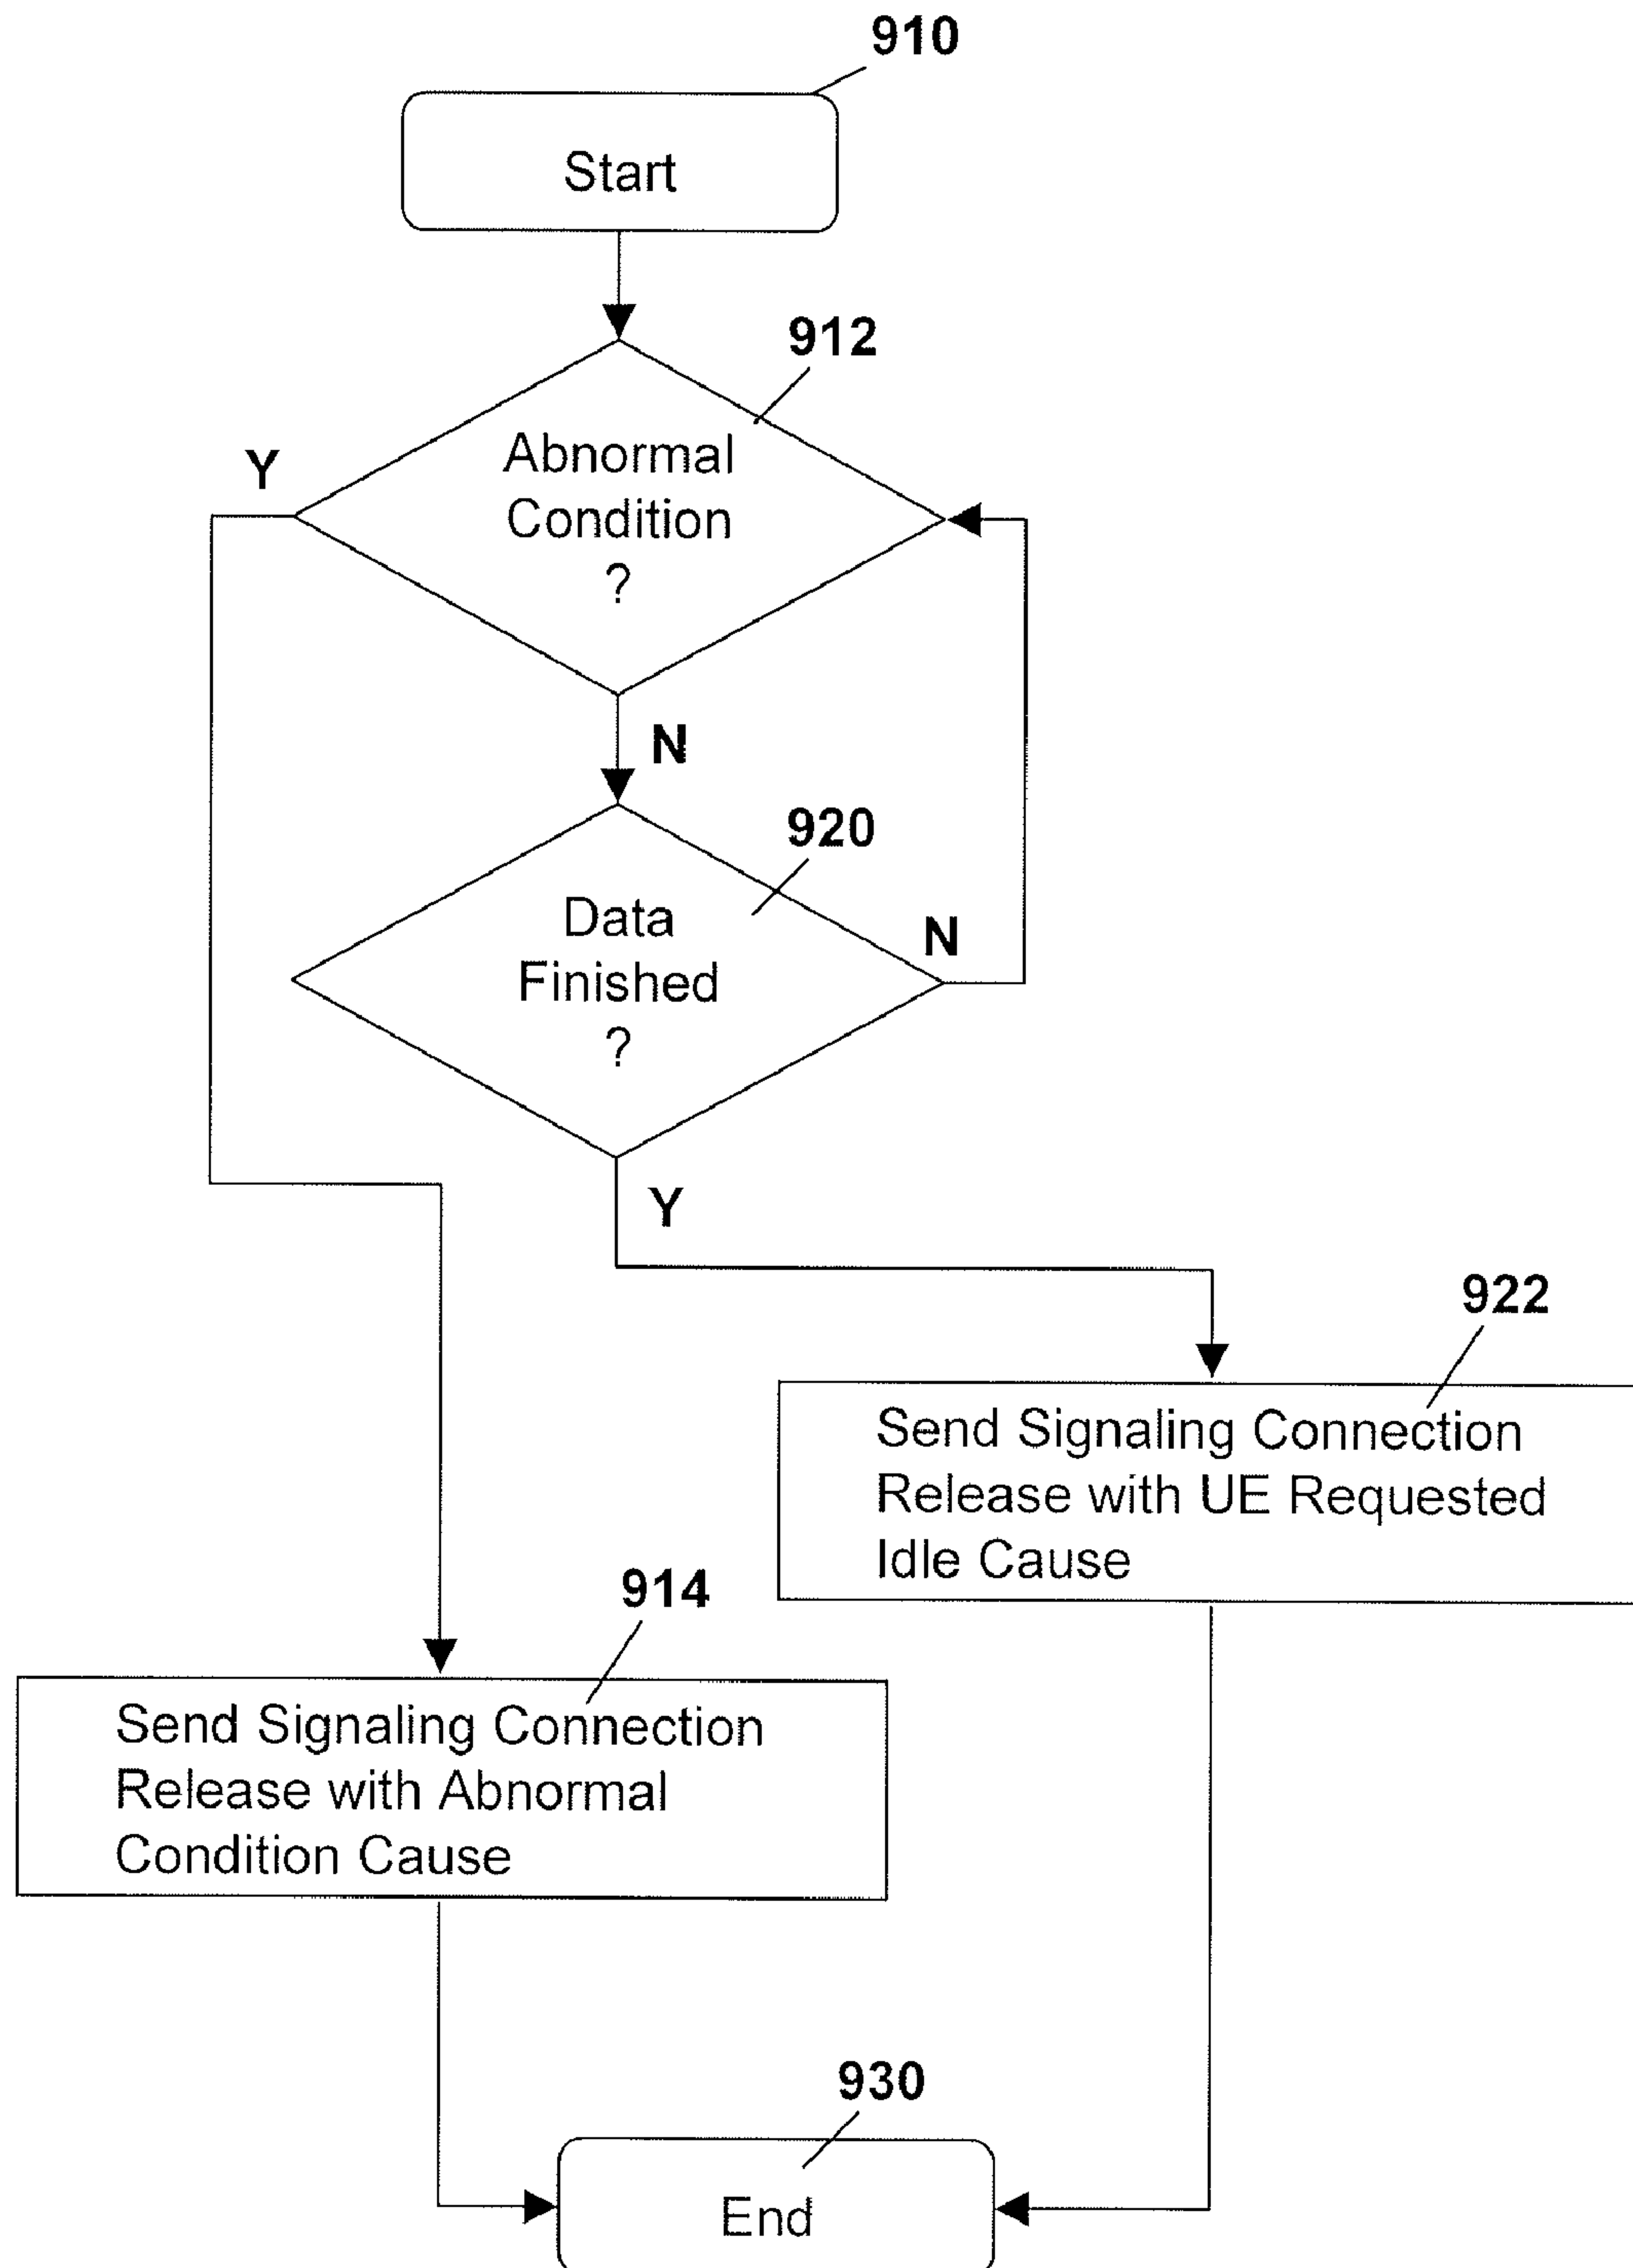 910
Start
912
Y
Abnormal
Condition
?
N
920
Data
Finished
?
N
Y
922
Send Signaling Connection
Release with UE Requested
Idle Cause
914
Send Signaling Connection
Release with Abnormal
Condition Cause
930
End